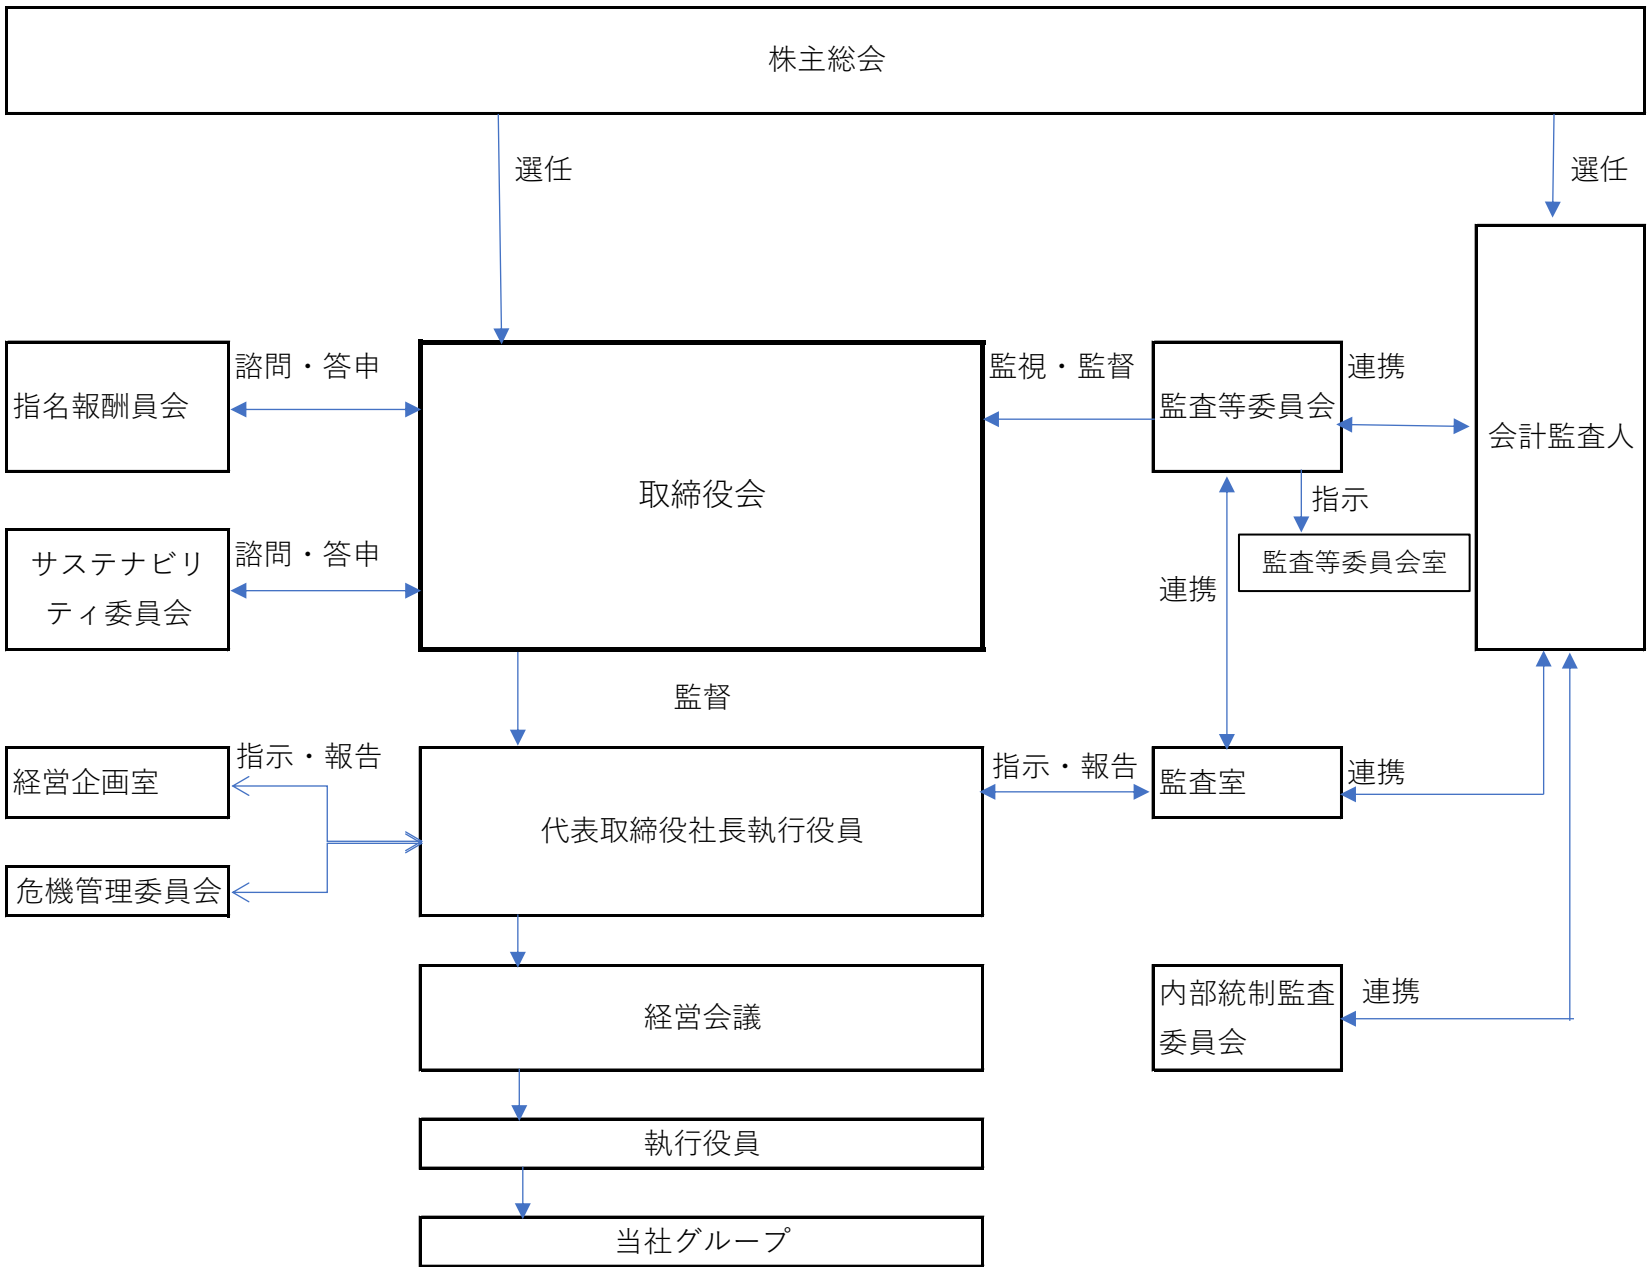 株主総会
選任
選任
指名報酬員会
諮問・答申
監視・監督
監査等委員会
連携
会計監査人
取締役会
指示
監査等委員会室
サステナビリ
ティ委員会
諮問・答申
連携
監督
経営企画室
指示・報告
代表取締役社長執行役員
指示・報告
監査室
連携
危機管理委員会
経営会議
内部統制監査
委員会
連携
執行役員
当社グループ